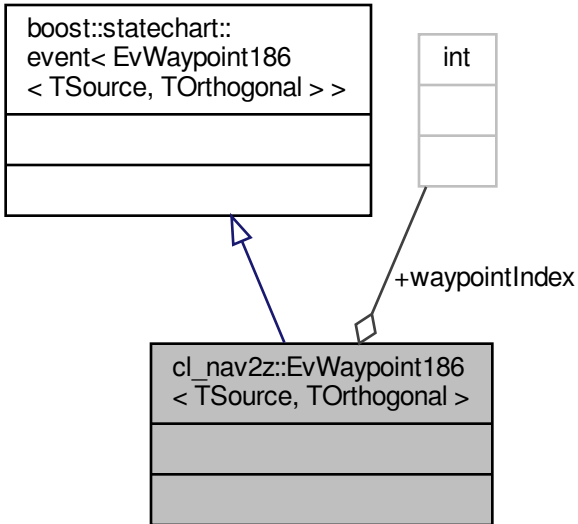 boost::statechart::
event< EvWaypoint186
< TSource, TOrthogonal > >
int
+waypointIndex
cl_nav2z::EvWaypoint186
< TSource, TOrthogonal >